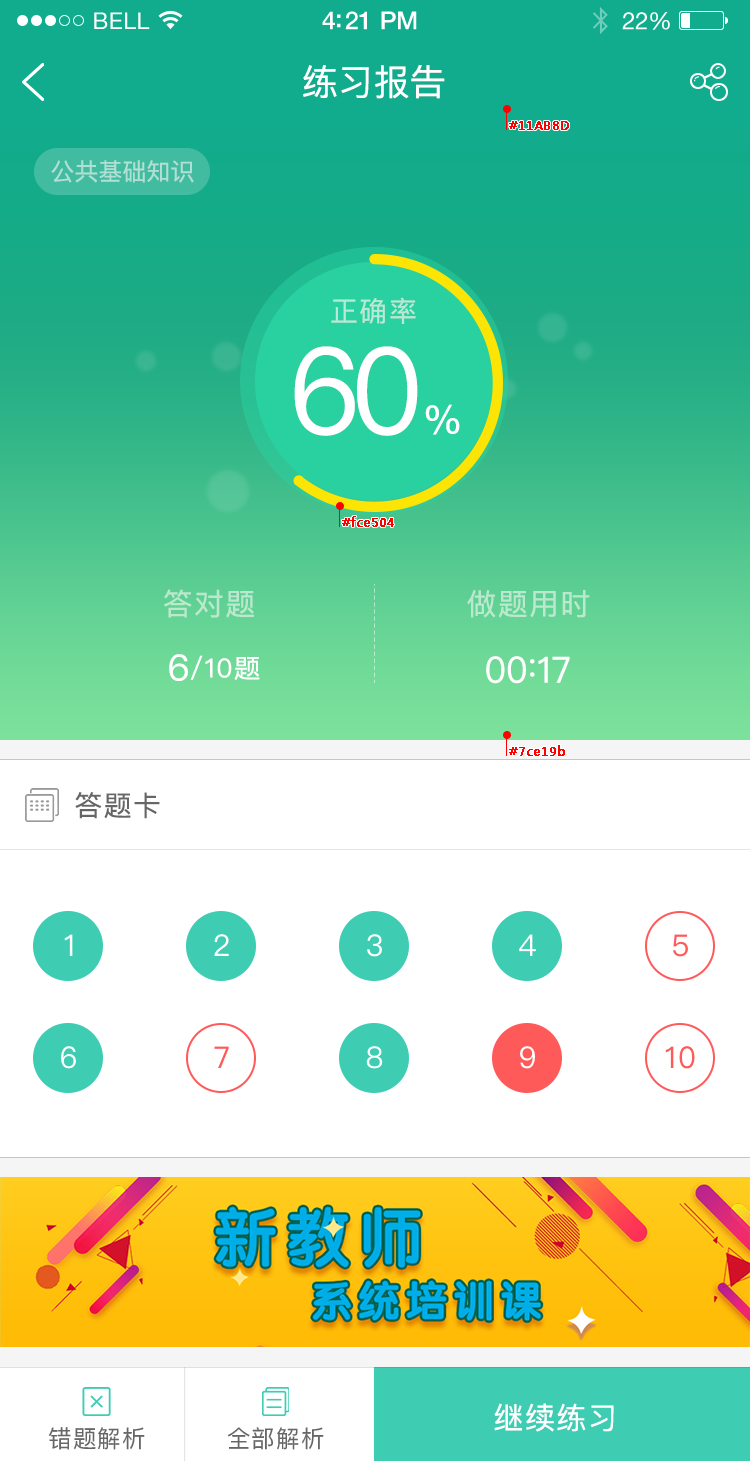 BELL 4:21 PM 22%
练习报告
#11AB8D
公共基础知识
正确率
60%
#fce504
答对题 做题用时
6/10题 00:17
#7ce19b
答题卡
1 2 3 4 5
6 7 8 9 10
新教师
系统培训课
错题解析 全部解析 继续练习